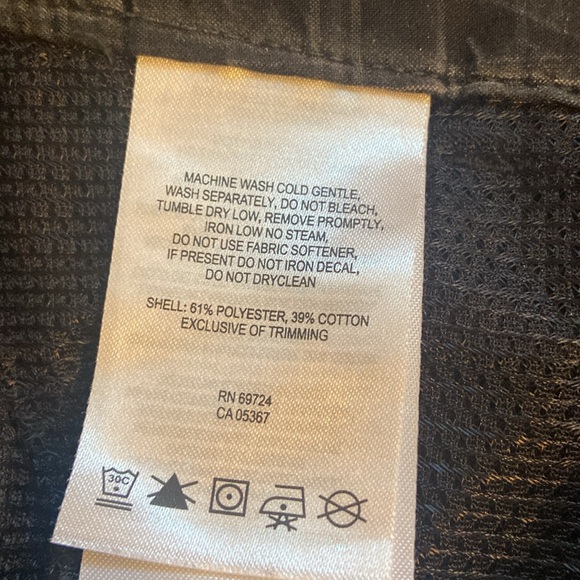 MACHINE WASH COLD GENTLE,
WASH SEPARATELY, DO NOT BLEACH,
TUMBLE DRY LOW, REMOVE PROMPTLY,
IRON LOW NO STEAM,
DO NOT USE FABRIC SOFTENER,
IF PRESENT DO NOT IRON DECAL,
DO NOT DRYCLEAN
SHELL: 61% POLYESTER, 39% COTTON
EXCLUSIVE OF TRIMMING
RN 69724
CA 05367
30C